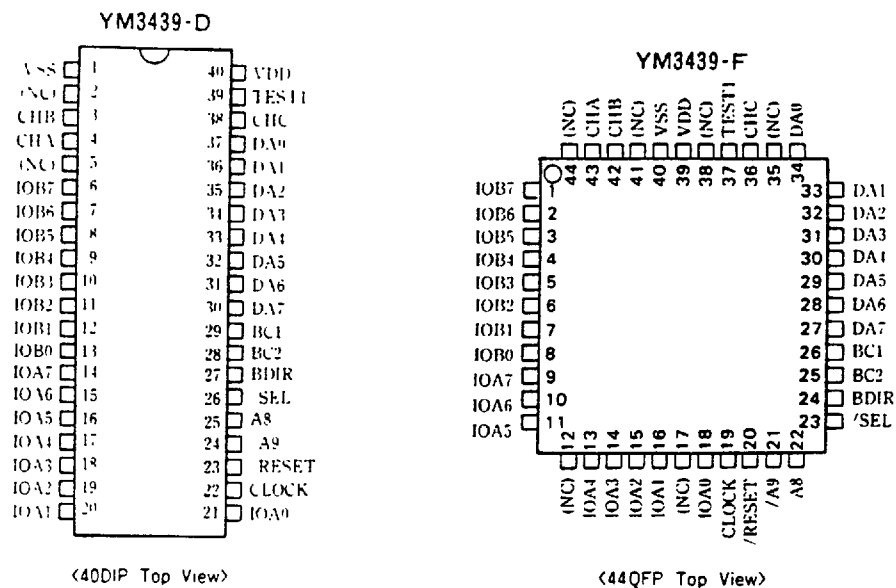 YM3439-D
VSS 1 40 VDD
(NC) 2 39 TEST1
CHB 3 38 CHC
CHA 4 37 DA0
(NC) 5 36 DA1
IOB7 6 35 DA2
IOB6 7 34 DA3
IOB5 8 33 DA4
IOB4 9 32 DA5
IOB3 10 31 DA6
IOB2 11 30 DA7
IOB1 12 29 BC1
IOB0 13 28 BC2
IOA7 14 27 BDIR
IOA6 15 26 SEL
IOA5 16 25 A8
IOA4 17 24 A9
IOA3 18 23 RESET
IOA2 19 22 CLOCK
IOA1 20 21 IOA0
<40DIP Top View>
YM3439-F
(NC) CHA CHB (NC) VSS VDD (NC) TEST1 CHC (NC) DA0
44 43 42 41 40 39 38 37 36 35 34
IOB7 1 33 DA1
IOB6 2 32 DA2
IOB5 3 31 DA3
IOB4 4 30 DA4
IOB3 5 29 DA5
IOB2 6 28 DA6
IOB1 7 27 DA7
IOB0 8 26 BC1
IOA7 9 25 BC2
IOA6 10 24 BDIR
IOA5 11 23 /SEL
12 13 14 15 16 17 18 19 20 21 22
(NC) IOA4 IOA3 IOA2 IOA1 (NC) IOA0 CLOCK /RESET /A9 A8
<44QFP Top View>